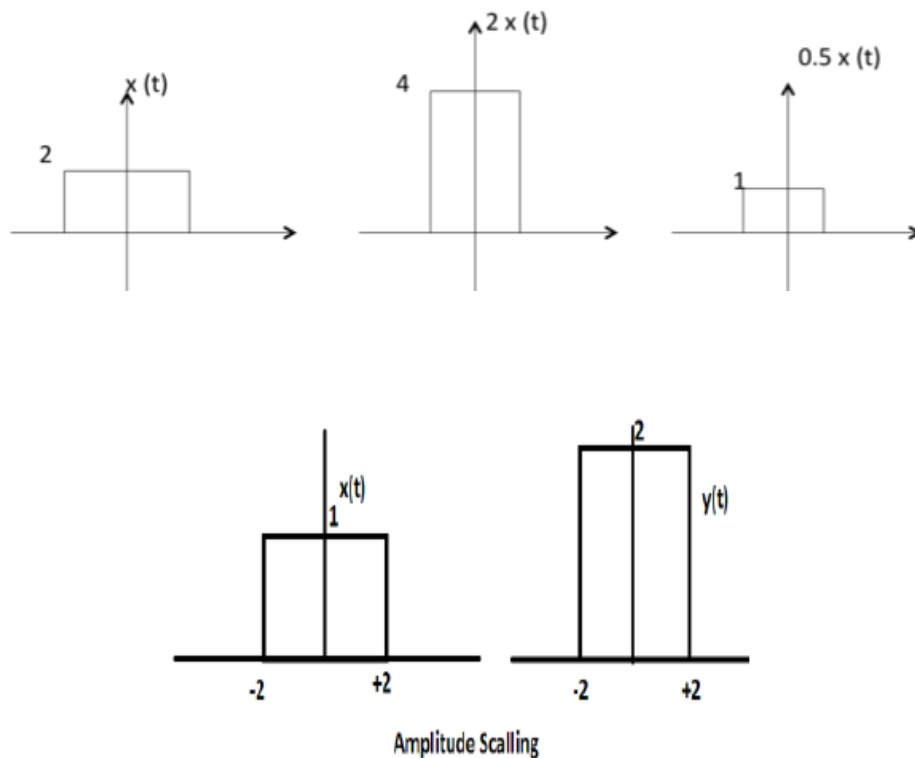 x (t)
2
2 x (t)
4
0.5 x (t)
1
x(t)
1
-2
+2
2
y(t)
-2
+2
Amplitude Scalling